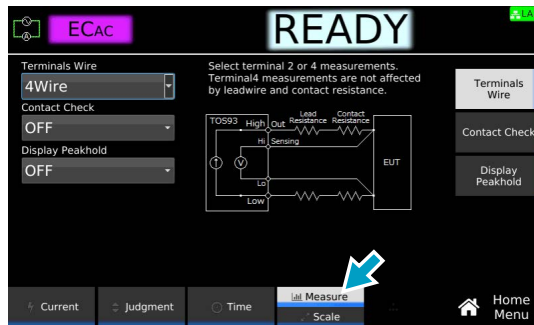 ECAC
READY
LA
Terminals Wire
4Wire
Contact Check
OFF
Display Peakhold
OFF
Select terminal 2 or 4 measurements.
Terminal4 measurements are not affected
by leadwire and contact resistance.
TOS93
High
Out
Lead
Resistance
Contact
Resistance
Hi
Sensing
V
EUT
Lo
Low
Terminals
Wire
Contact Check
Display
Peakhold
Current
Judgment
Time
Measure
Scale
Home
Menu